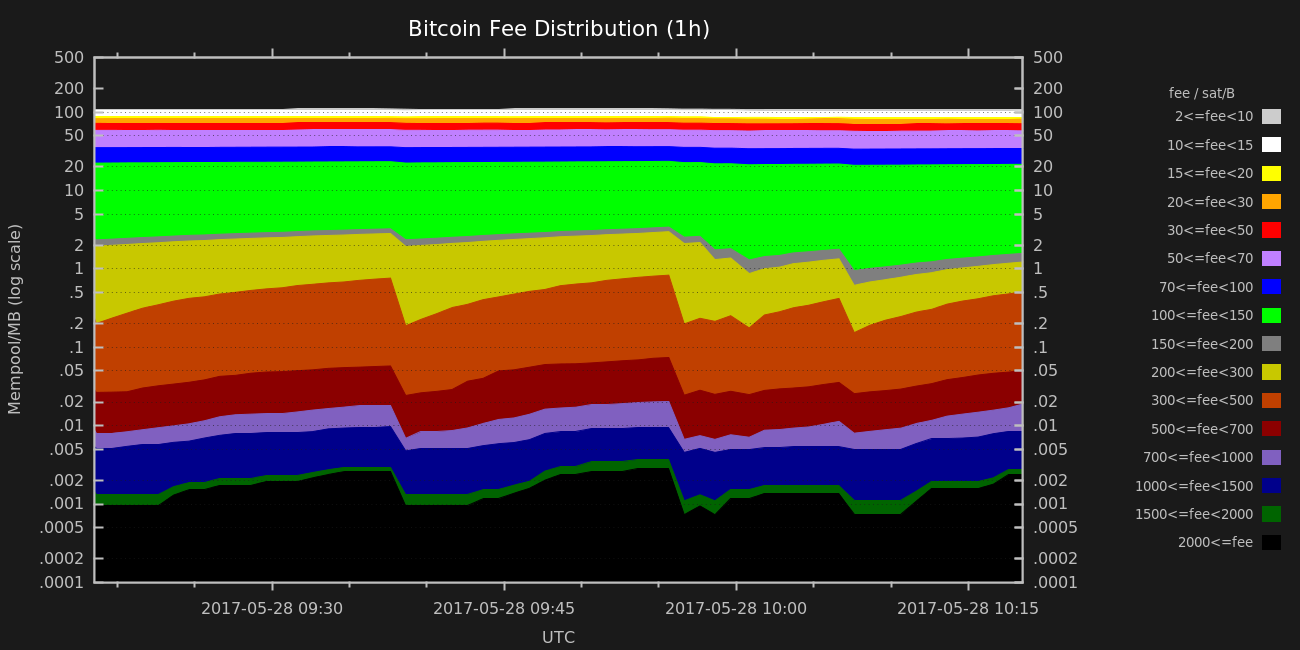 Bitcoin Fee Distribution (1h)
Mempool/MB (log scale)
500
200
100
50
20
10
5
2
1
.5
.2
.1
.05
.02
.01
.005
.002
.001
.0005
.0002
.0001
500
200
100
50
20
10
5
2
1
.5
.2
.1
.05
.02
.01
.005
.002
.001
.0005
.0002
.0001
fee / sat/B
2<=fee<10
10<=fee<15
15<=fee<20
20<=fee<30
30<=fee<50
50<=fee<70
70<=fee<100
100<=fee<150
150<=fee<200
200<=fee<300
300<=fee<500
500<=fee<700
700<=fee<1000
1000<=fee<1500
1500<=fee<2000
2000<=fee
2017-05-28 09:30
2017-05-28 09:45
2017-05-28 10:00
2017-05-28 10:15
UTC